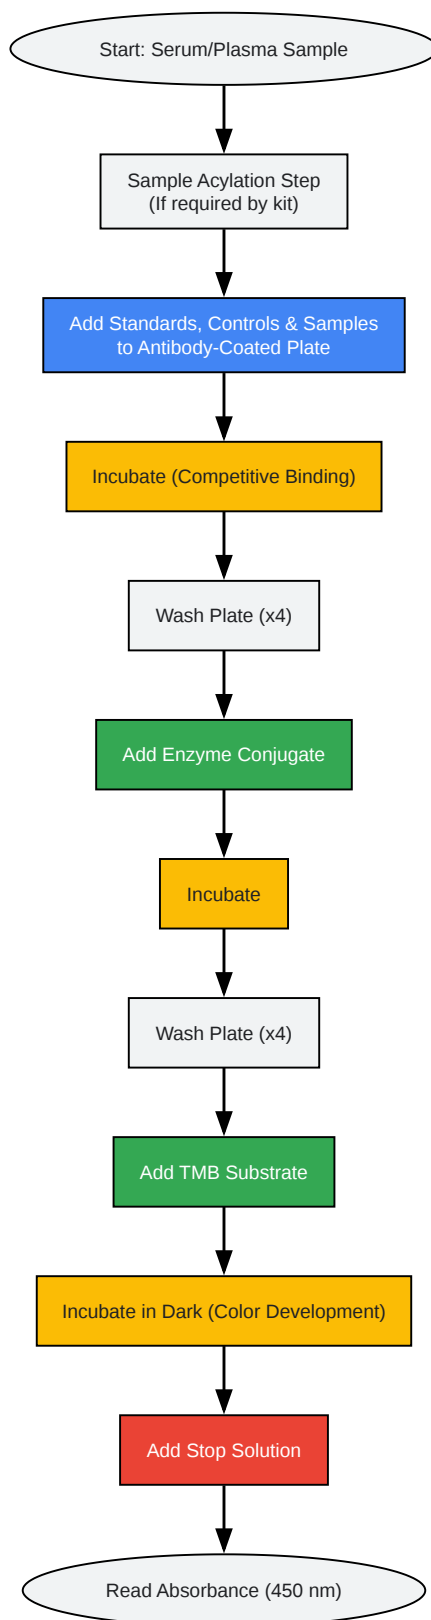 Start: Serum/Plasma Sample
Sample Acylation Step
(If required by kit)
Add Standards, Controls & Samples
to Antibody-Coated Plate
Incubate (Competitive Binding)
Wash Plate (x4)
Add Enzyme Conjugate
Incubate
Wash Plate (x4)
Add TMB Substrate
Incubate in Dark (Color Development)
Add Stop Solution
Read Absorbance (450 nm)